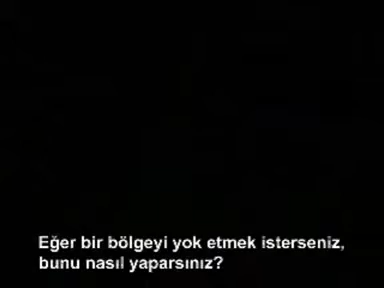 Eğer bir bölgeyi yok etmek isterseniz,
bunu nasıl yaparsınız?